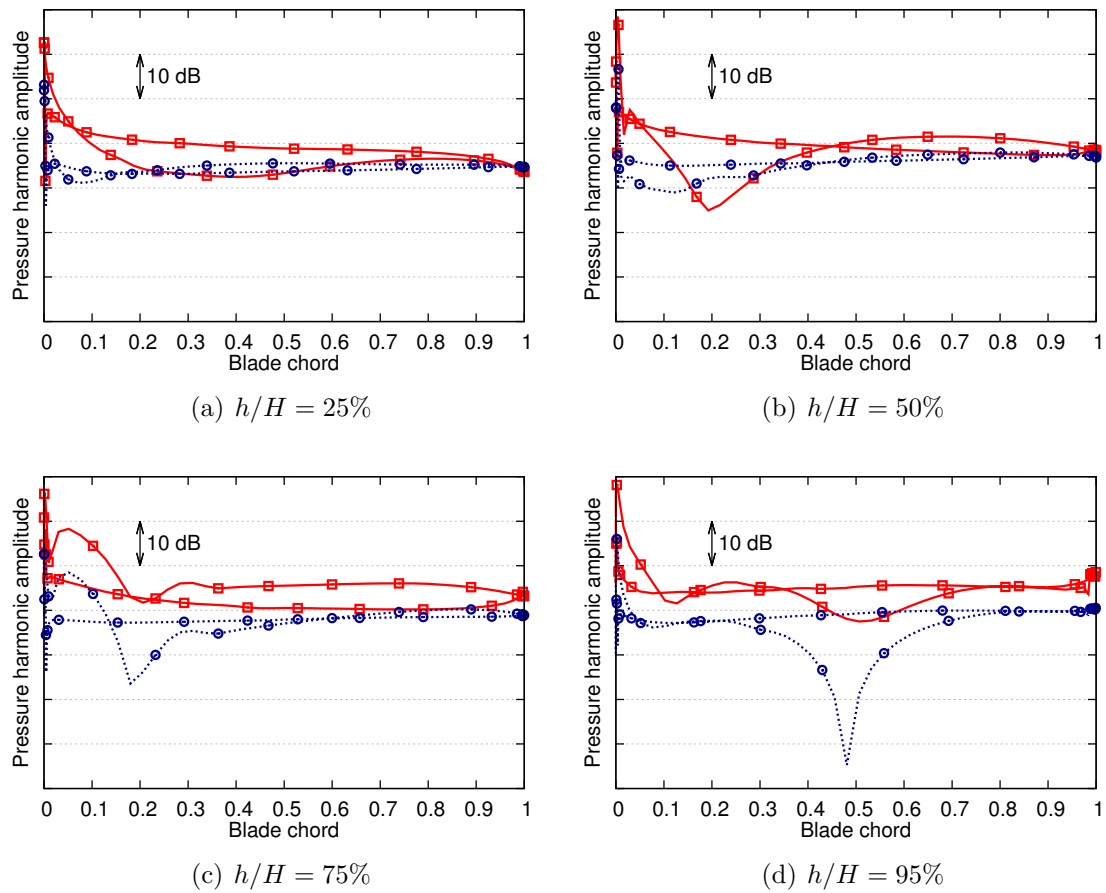 Pressure harmonic amplitude
10 dB
0 0.1 0.2 0.3 0.4 0.5 0.6 0.7 0.8 0.9 1
Blade chord
(a) h/H = 25%
Pressure harmonic amplitude
10 dB
0 0.1 0.2 0.3 0.4 0.5 0.6 0.7 0.8 0.9 1
Blade chord
(b) h/H = 50%
Pressure harmonic amplitude
10 dB
0 0.1 0.2 0.3 0.4 0.5 0.6 0.7 0.8 0.9 1
Blade chord
(c) h/H = 75%
Pressure harmonic amplitude
10 dB
0 0.1 0.2 0.3 0.4 0.5 0.6 0.7 0.8 0.9 1
Blade chord
(d) h/H = 95%